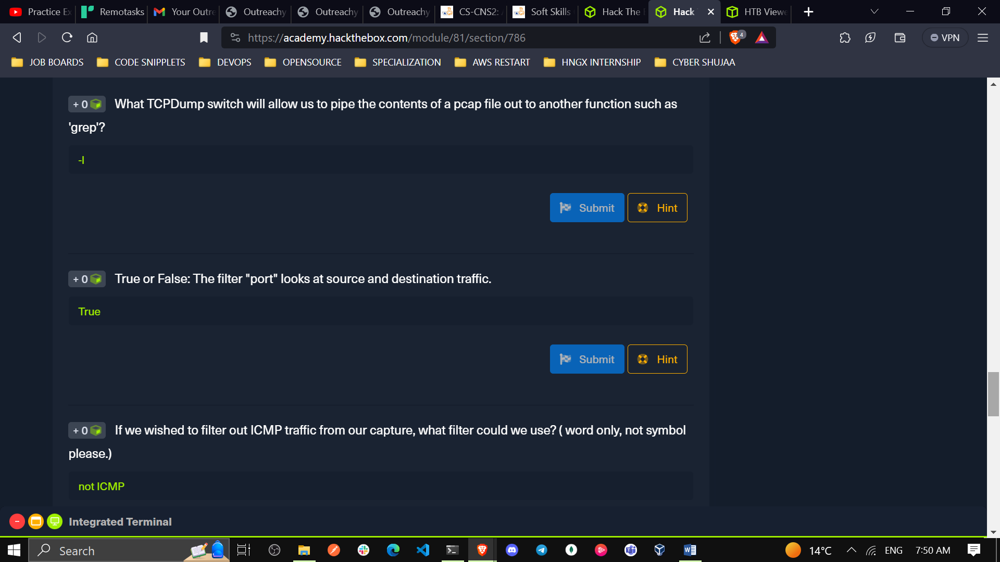 Practice Ex
Remotasks
Your Outre
Outreachy
Outreachy
Outreachy
CS-CNS2:
Soft Skills
Hack The
Hack
HTB Viewe
https://academy.hackthebox.com/module/81/section/786
4
VPN
JOB BOARDS
CODE SNIPPLETS
DEVOPS
OPENSOURCE
SPECIALIZATION
AWS RESTART
HNGX INTERNSHIP
CYBER SHUJAA
+ 0 What TCPDump switch will allow us to pipe the contents of a pcap file out to another function such as
'grep'?
-l
Submit
Hint
+ 0 True or False: The filter "port" looks at source and destination traffic.
True
Submit
Hint
+ 0 If we wished to filter out ICMP traffic from our capture, what filter could we use? ( word only, not symbol
please.)
not ICMP
Integrated Terminal
Search
14°C
ENG
7:50 AM